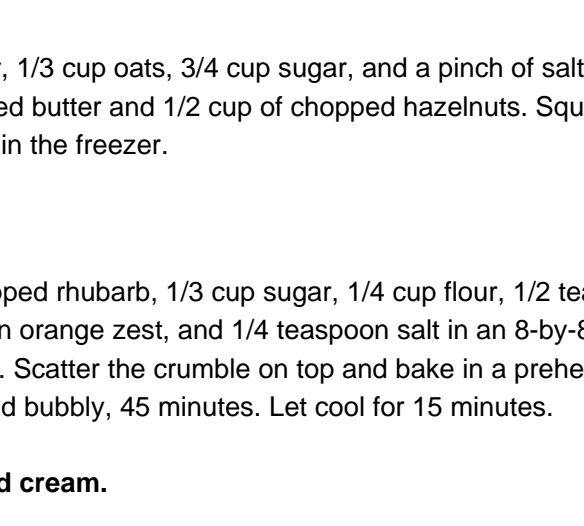 , 1/3 cup oats, 3/4 cup sugar, and a pinch of salt
ed butter and 1/2 cup of chopped hazelnuts. Squ
in the freezer.
pped rhubarb, 1/3 cup sugar, 1/4 cup flour, 1/2 tea
n orange zest, and 1/4 teaspoon salt in an 8-by-8
. Scatter the crumble on top and bake in a prehe
d bubbly, 45 minutes. Let cool for 15 minutes.
d cream.